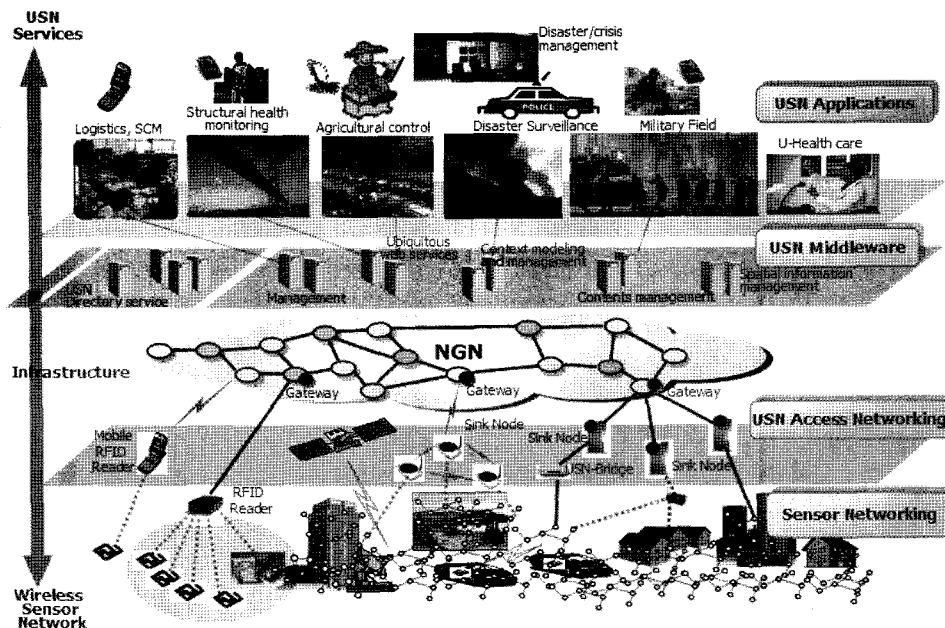 USN
Services
Disaster/crisis
management
USN Applications
Logistics, SCM
Structural health
monitoring
Agricultural control
Disaster Surveillance
Military Field
U-Health care
POLICE
USN Middleware
USN
Directory service
Management
Ubiquitous
web services
Context modeling
and management
Contents management
Spatial information
management
Infrastructure
NGN
Gateway
Gateway
Gateway
USN Access Networking
Mobile
RFID
Reader
Sink Node
Sink Node
USN-Bridge
Sink Node
RFID
Reader
Sensor Networking
Wireless
Sensor
Network